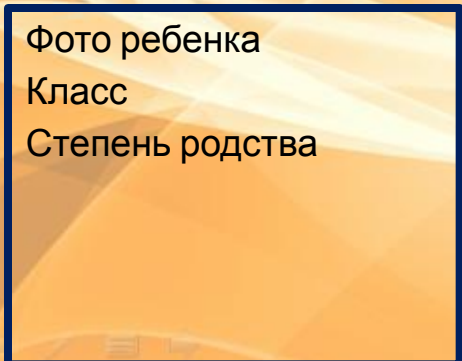 Фото ребенка
Класс
Степень родства